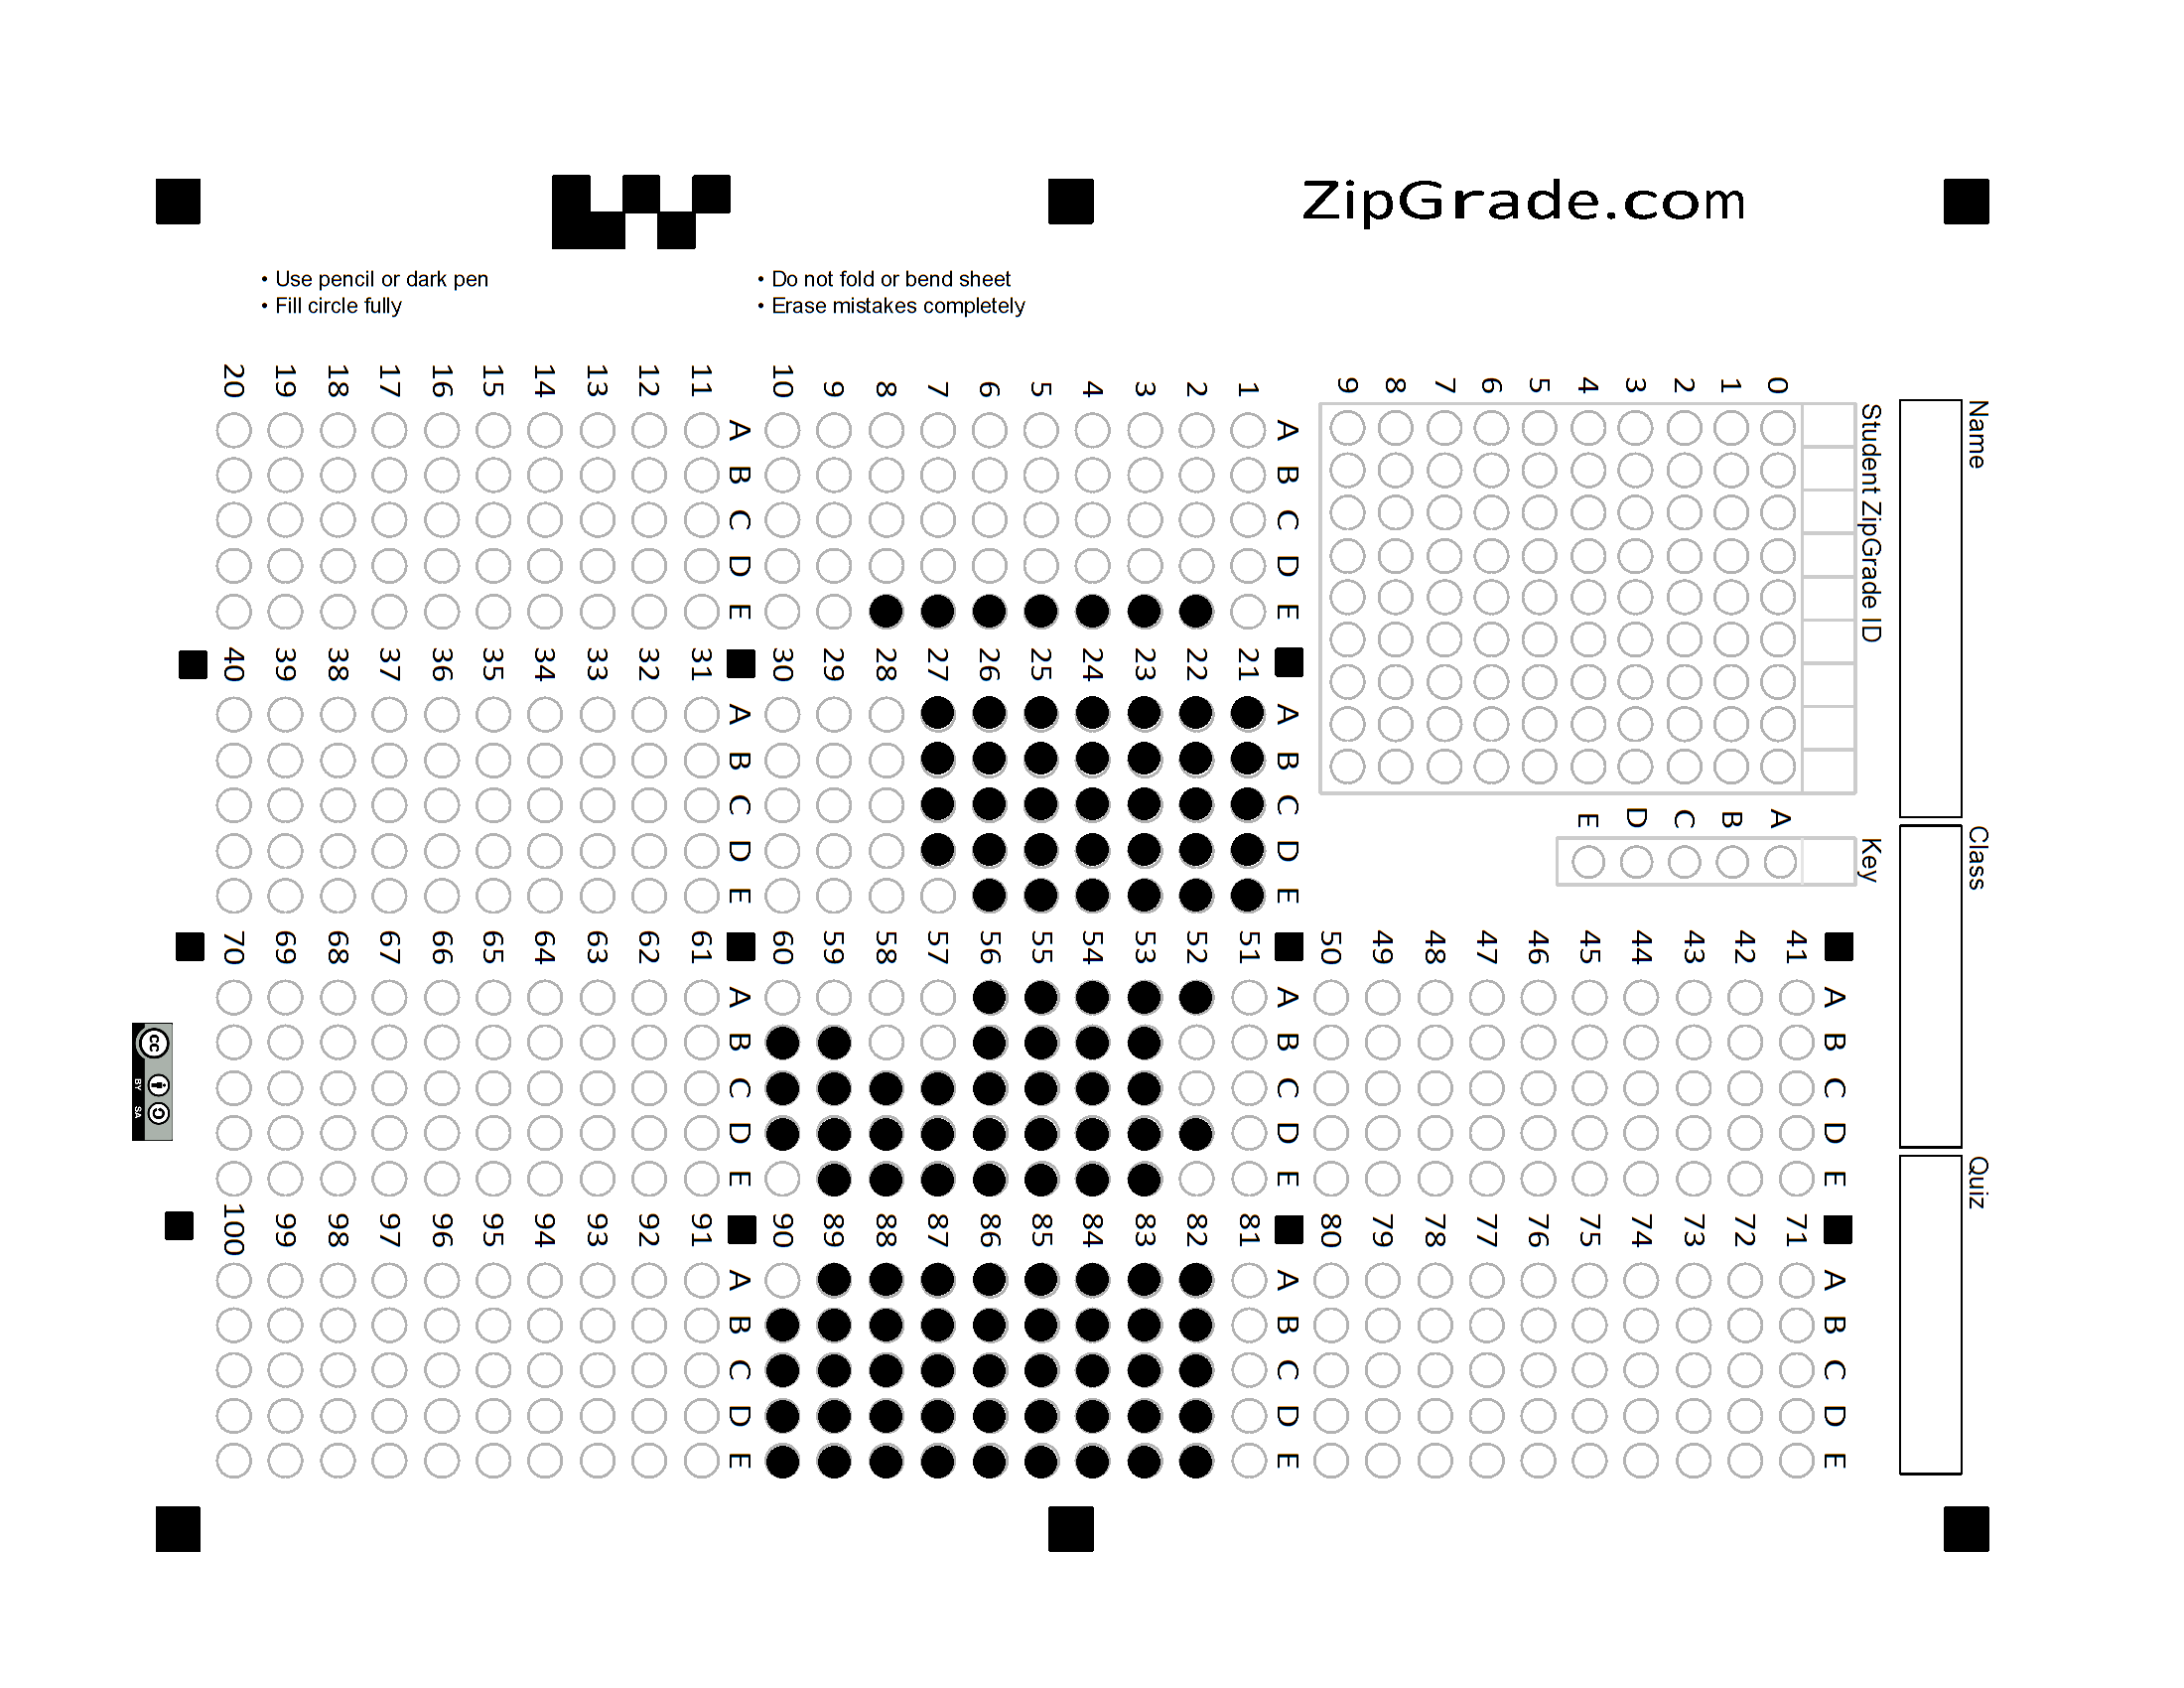 ZipGrade.com
• Use pencil or dark pen
• Fill circle fully
• Do not fold or bend sheet
• Erase mistakes completely
Name
Class
Quiz
Student ZipGrade ID
0 1 2 3 4 5 6 7 8 9
Key
A B C D E
1 2 3 4 5 6 7 8 9 10
A B C D E
11 12 13 14 15 16 17 18 19 20
A B C D E
21 22 23 24 25 26 27 28 29 30
A B C D E
31 32 33 34 35 36 37 38 39 40
A B C D E
41 42 43 44 45 46 47 48 49 50
A B C D E
51 52 53 54 55 56 57 58 59 60
A B C D E
61 62 63 64 65 66 67 68 69 70
A B C D E
71 72 73 74 75 76 77 78 79 80
A B C D E
81 82 83 84 85 86 87 88 89 90
A B C D E
91 92 93 94 95 96 97 98 99 100
A B C D E
cc
BY SA